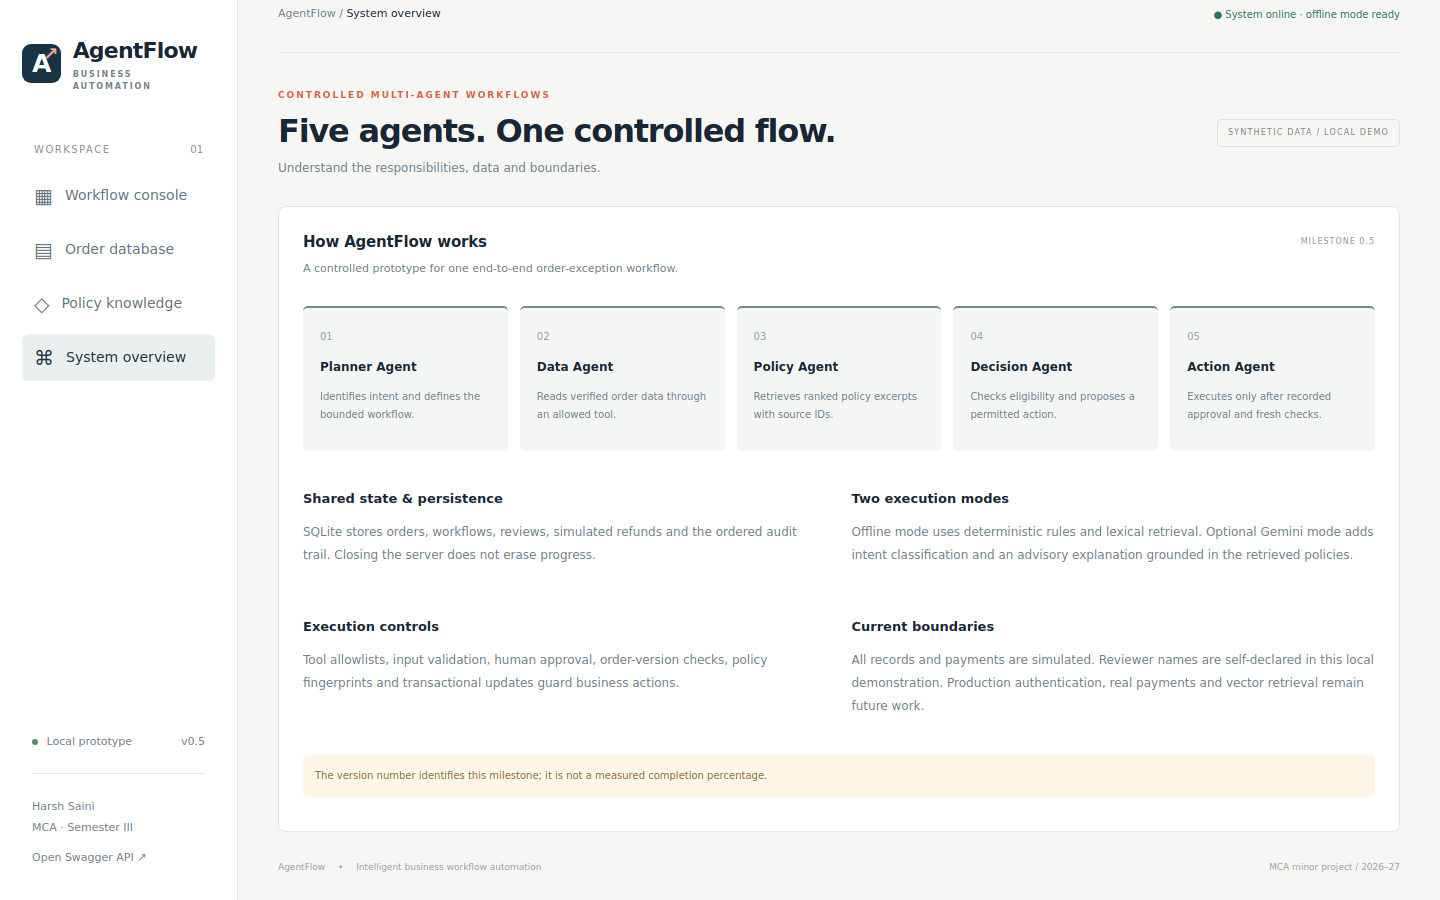 A
AgentFlow
BUSINESS
AUTOMATION
WORKSPACE 01
Workflow console
Order database
Policy knowledge
System overview
Local prototype v0.5
Harsh Saini
MCA · Semester III
Open Swagger API ↗
AgentFlow / System overview
● System online · offline mode ready
CONTROLLED MULTI-AGENT WORKFLOWS
Five agents. One controlled flow.
Understand the responsibilities, data and boundaries.
SYNTHETIC DATA / LOCAL DEMO
How AgentFlow works
MILESTONE 0.5
A controlled prototype for one end-to-end order-exception workflow.
01
Planner Agent
Identifies intent and defines the
bounded workflow.
02
Data Agent
Reads verified order data through
an allowed tool.
03
Policy Agent
Retrieves ranked policy excerpts
with source IDs.
04
Decision Agent
Checks eligibility and proposes a
permitted action.
05
Action Agent
Executes only after recorded
approval and fresh checks.
Shared state & persistence
SQLite stores orders, workflows, reviews, simulated refunds and the ordered audit
trail. Closing the server does not erase progress.
Two execution modes
Offline mode uses deterministic rules and lexical retrieval. Optional Gemini mode adds
intent classification and an advisory explanation grounded in the retrieved policies.
Execution controls
Tool allowlists, input validation, human approval, order-version checks, policy
fingerprints and transactional updates guard business actions.
Current boundaries
All records and payments are simulated. Reviewer names are self-declared in this local
demonstration. Production authentication, real payments and vector retrieval remain
future work.
The version number identifies this milestone; it is not a measured completion percentage.
AgentFlow • Intelligent business workflow automation
MCA minor project / 2026–27